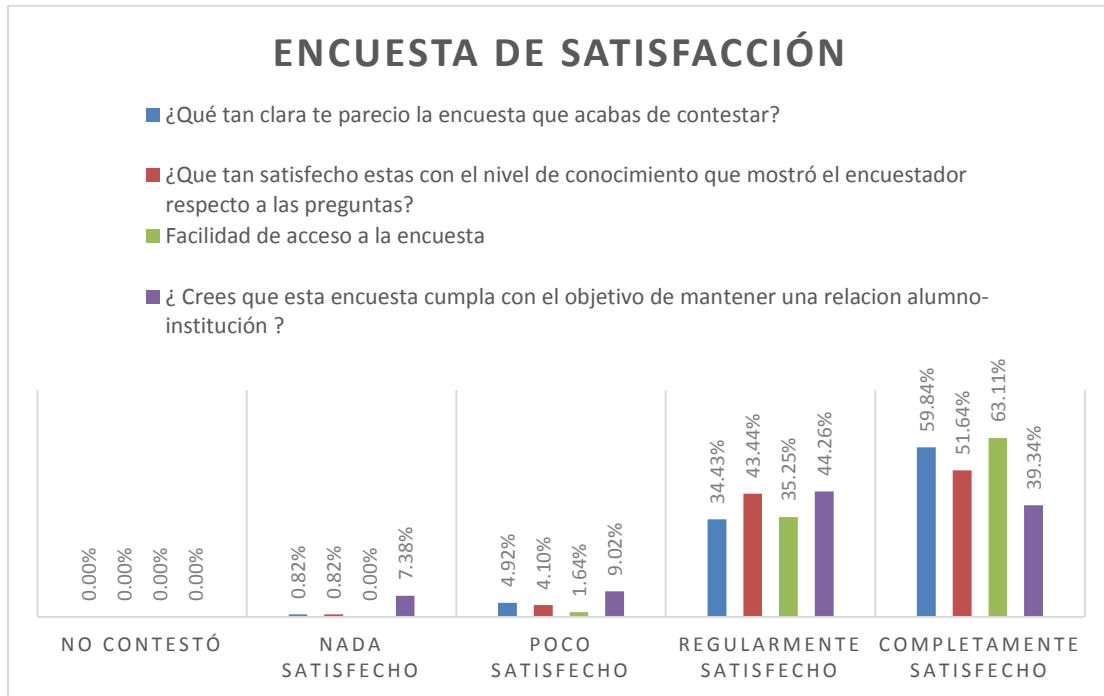 ENCUESTA DE SATISFACCIÓN
¿Qué tan clara te parecio la encuesta que acabas de contestar?
¿Que tan satisfecho estas con el nivel de conocimiento que mostró el encuestador
respecto a las preguntas?
Facilidad de acceso a la encuesta
¿ Crees que esta encuesta cumpla con el objetivo de mantener una relacion alumno-
institución ?
0.00% 0.00% 0.00% 0.00%
0.82% 0.82% 0.00% 7.38%
4.92% 4.10% 1.64% 9.02%
34.43% 43.44% 35.25% 44.26%
59.84% 51.64% 63.11% 39.34%
NO CONTESTÓ
NADA
SATISFECHO
POCO
SATISFECHO
REGULARMENTE
SATISFECHO
COMPLETAMENTE
SATISFECHO